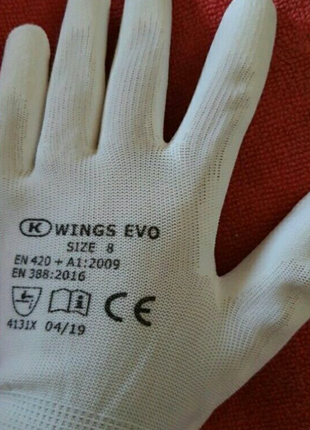 K WINGS EVO
SIZE 8
EN 420 + A1:2009
EN 388:2016
i CE
4131X 04/19